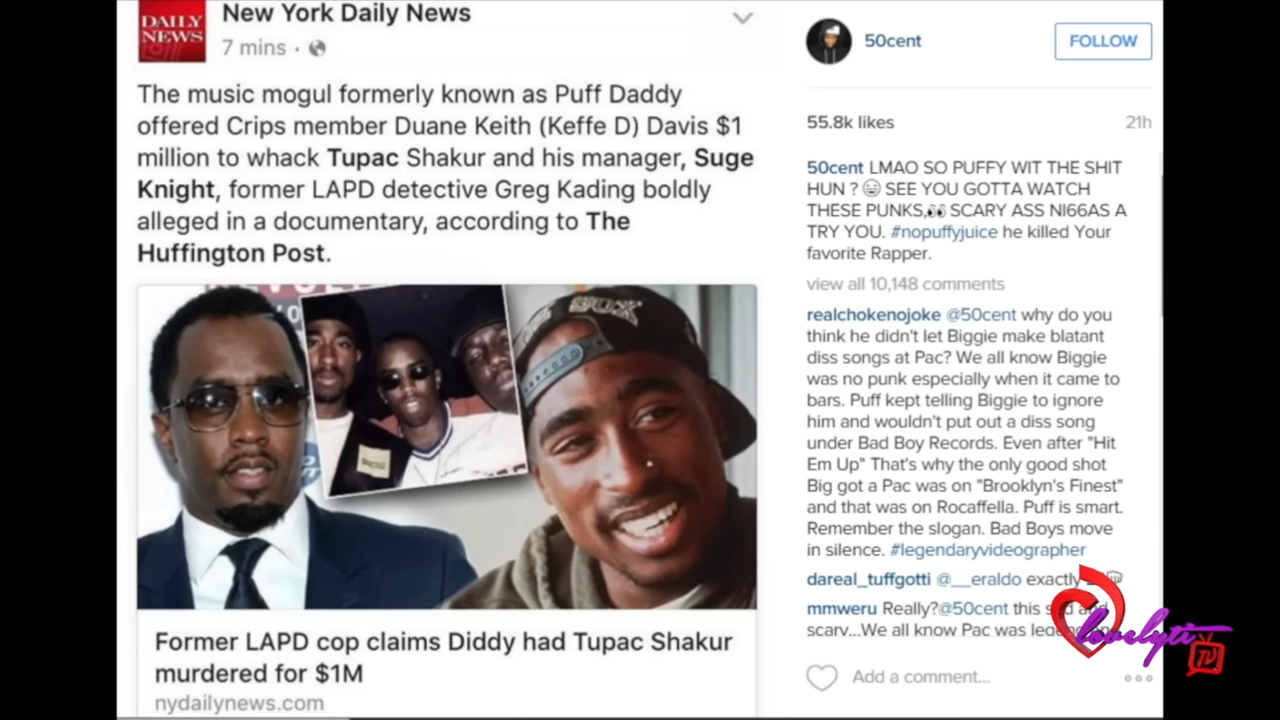 DAILY
NEWS
New York Daily News
7 mins ·
The music mogul formerly known as Puff Daddy
offered Crips member Duane Keith (Keffe D) Davis $1
million to whack Tupac Shakur and his manager, Suge
Knight, former LAPD detective Greg Kading boldly
alleged in a documentary, according to The
Huffington Post.
Former LAPD cop claims Diddy had Tupac Shakur
murdered for $1M
nydailynews.com
50cent
FOLLOW
55.8k likes
21h
50cent LMAO SO PUFFY WIT THE SHIT
HUN ? 😃 SEE YOU GOTTA WATCH
THESE PUNKS,👀 SCARY ASS NI66AS A
TRY YOU. #nopuffyjuice he killed Your
favorite Rapper.
view all 10,148 comments
realchokenojoke @50cent why do you
think he didn't let Biggie make blatant
diss songs at Pac? We all know Biggie
was no punk especially when it came to
bars. Puff kept telling Biggie to ignore
him and wouldn't put out a diss song
under Bad Boy Records. Even after "Hit
Em Up" That's why the only good shot
Big got a Pac was on "Brooklyn's Finest"
and that was on Rocaffella. Puff is smart.
Remember the slogan. Bad Boys move
in silence. #legendaryvideographer
dareal_tuffgotti @__eraldo exactly
mmweru Really?@50cent this sad and
scary...We all know Pac was
Add a comment...
lovelyti
TV